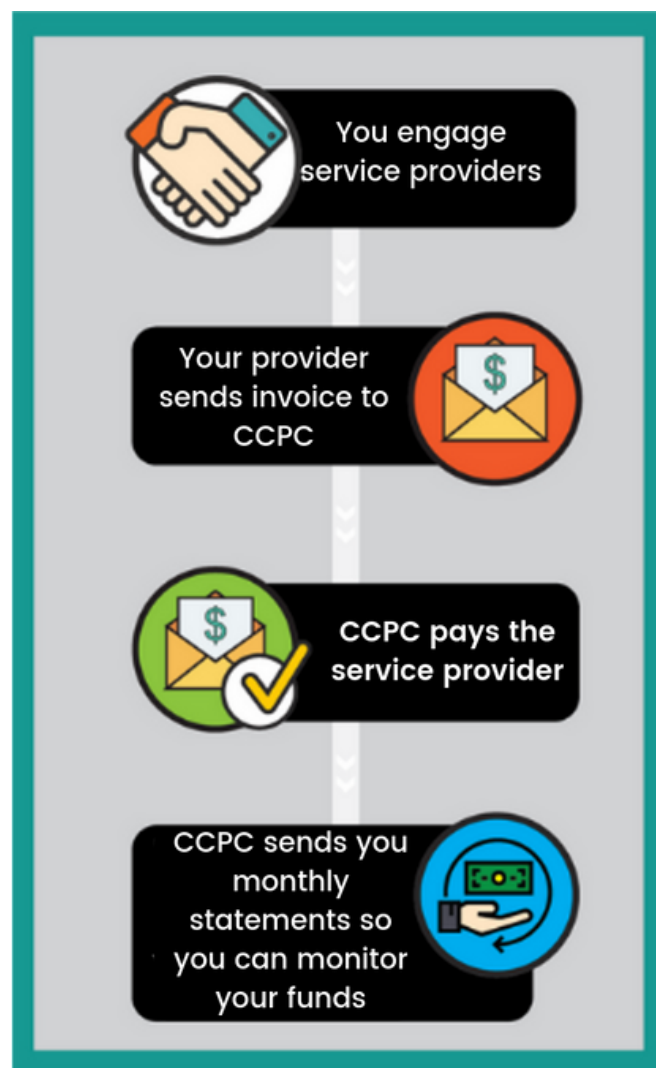 You engage
service providers
Your provider
sends invoice to
CCPC
$
CCPC pays the
service provider
$
CCPC sends you
monthly
statements so
you can monitor
your funds